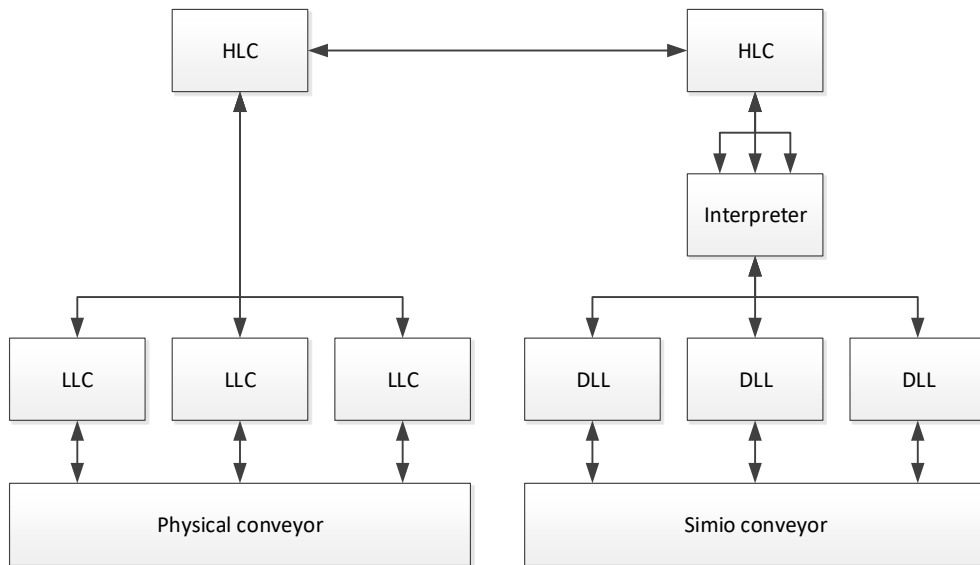 HLC
HLC
Interpreter
LLC
LLC
LLC
DLL
DLL
DLL
Physical conveyor
Simio conveyor